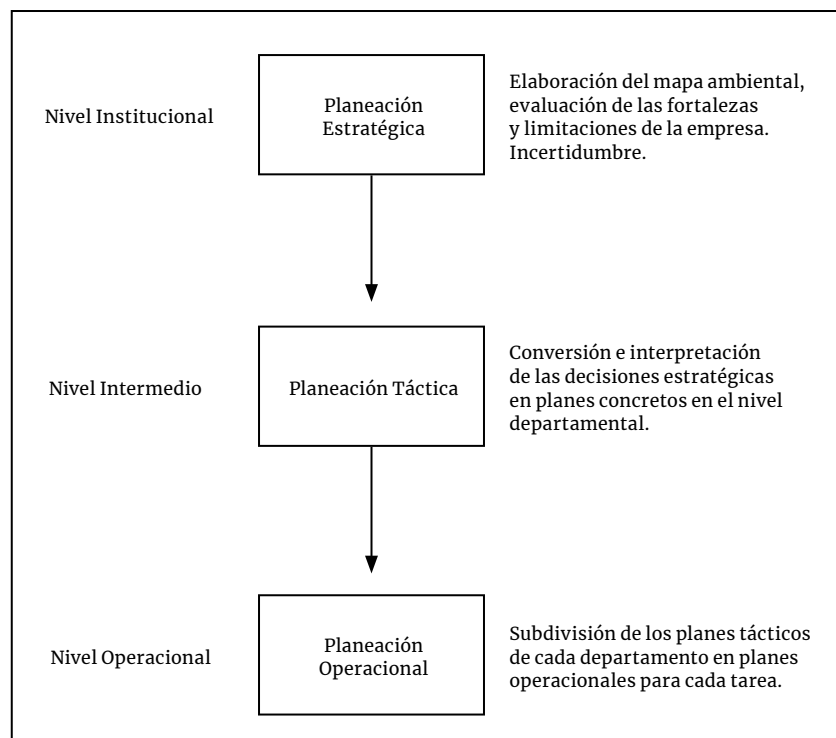 Nivel Institucional
Planeación
Estratégica
Elaboración del mapa ambiental,
evaluación de las fortalezas
y limitaciones de la empresa.
Incertidumbre.
Nivel Intermedio
Planeación Táctica
Conversión e interpretación
de las decisiones estratégicas
en planes concretos en el nivel
departamental.
Nivel Operacional
Planeación
Operacional
Subdivisión de los planes tácticos
de cada departamento en planes
operacionales para cada tarea.